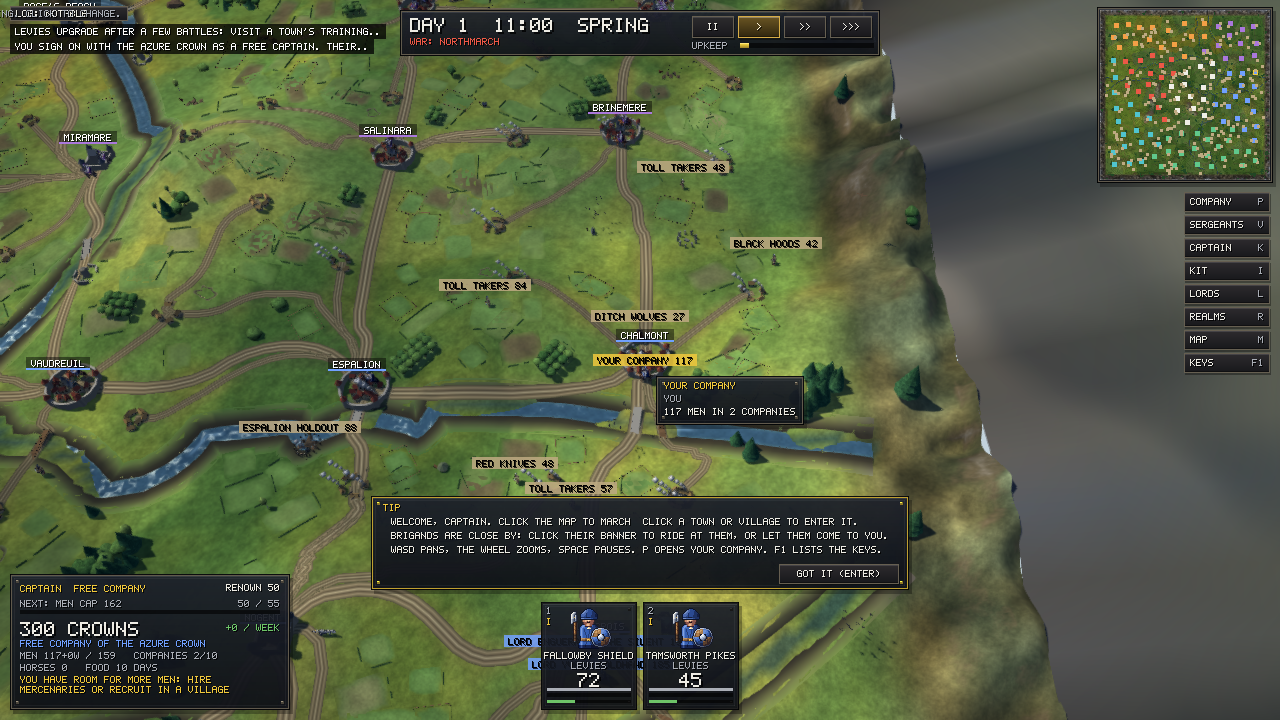 LEVIES UPGRADE AFTER A FEW BATTLES: VISIT A TOWN'S TRAINING..
YOU SIGN ON WITH THE AZURE CROWN AS A FREE CAPTAIN. THEIR..
DAY 1 11:00 SPRING
WAR: NORTHMARCH
II > >> >>>
UPKEEP
COMPANY P
SERGEANTS V
CAPTAIN K
KIT I
LORDS L
REALMS R
MAP M
KEYS F1
BRINEMERE
SALINARA
MIRAMARE
TOLL TAKERS 48
BLACK HOODS 42
TOLL TAKERS 84
DITCH WOLVES 27
CHALMONT
YOUR COMPANY 117
VAUDREUIL
ESPALION
YOUR COMPANY
YOU
117 MEN IN 2 COMPANIES
ESPALION HOLDOUT 88
RED KNIVES 48
TOLL TAKERS 57
TIP
WELCOME, CAPTAIN. CLICK THE MAP TO MARCH CLICK A TOWN OR VILLAGE TO ENTER IT.
BRIGANDS ARE CLOSE BY: CLICK THEIR BANNER TO RIDE AT THEM, OR LET THEM COME TO YOU.
WASD PANS, THE WHEEL ZOOMS, SPACE PAUSES. P OPENS YOUR COMPANY. F1 LISTS THE KEYS.
GOT IT (ENTER)
CAPTAIN FREE COMPANY RENOWN 50
NEXT: MEN CAP 162 50 / 55
300 CROWNS +0 / WEEK
FREE COMPANY OF THE AZURE CROWN
MEN 117+0W / 159 COMPANIES 2/10
HORSES 0 FOOD 10 DAYS
YOU HAVE ROOM FOR MORE MEN: HIRE
MERCENARIES OR RECRUIT IN A VILLAGE
LORD
1
I
FALLOWBY SHIELD
LEVIES
72
2
I
TAMSWORTH PIKES
LEVIES
45